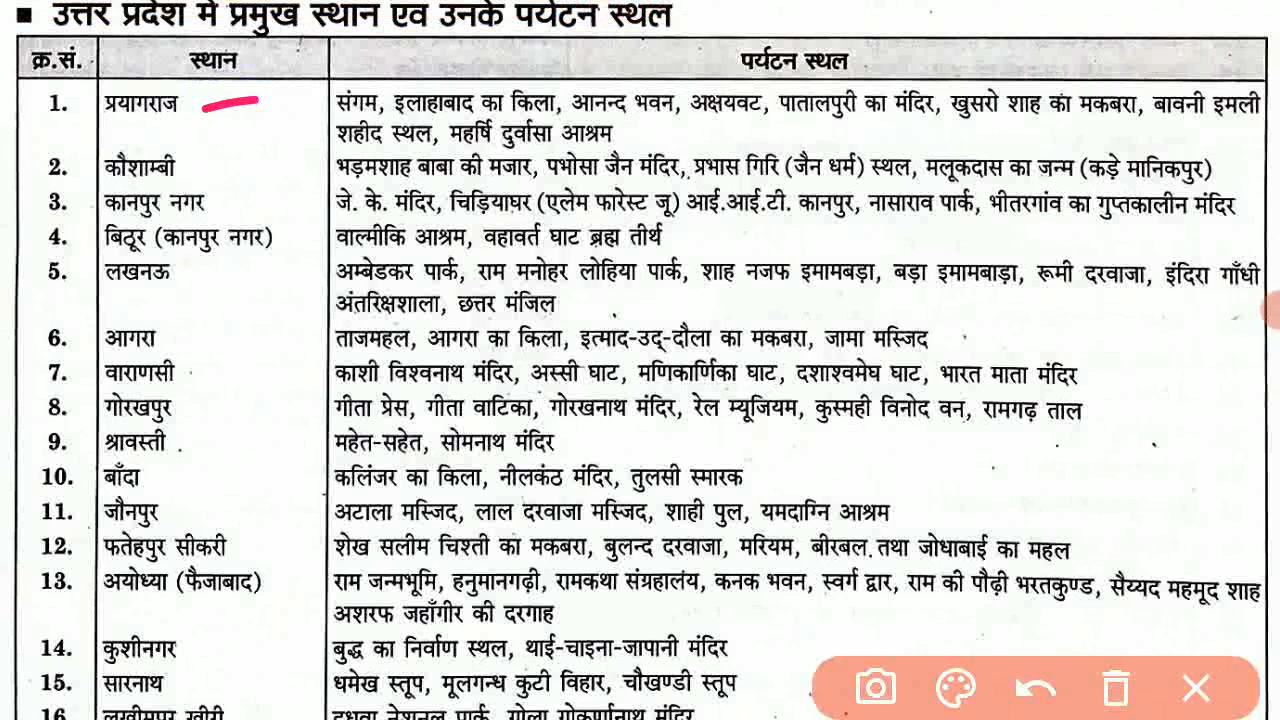 ■ उत्तर प्रदेश में प्रमुख स्थान एवं उनके पर्यटन स्थल
क्र.सं. स्थान पर्यटन स्थल
1. प्रयागराज संगम, इलाहाबाद का किला, आनन्द भवन, अक्षयवट, पातालपुरी का मंदिर, खुसरो शाह का मकबरा, बावनी इमली
शहीद स्थल, महर्षि दुर्वासा आश्रम
2. कौशाम्बी भड़मशाह बाबा की मजार, पभोसा जैन मंदिर, प्रभास गिरि (जैन धर्म) स्थल, मलूकदास का जन्म (कड़े मानिकपुर)
3. कानपुर नगर जे. के. मंदिर, चिड़ियाघर (एलेम फारेस्ट जू) आई.आई.टी. कानपुर, नासाराव पार्क, भीतरगांव का गुप्तकालीन मंदिर
4. बिठूर (कानपुर नगर) वाल्मीकि आश्रम, वहावर्त घाट ब्रह्म तीर्थ
5. लखनऊ अम्बेडकर पार्क, राम मनोहर लोहिया पार्क, शाह नजफ इमामबड़ा, बड़ा इमामबाड़ा, रूमी दरवाजा, इंदिरा गाँधी
अंतरिक्षशाला, छत्तर मंजिल
6. आगरा ताजमहल, आगरा का किला, इत्माद-उद्-दौला का मकबरा, जामा मस्जिद
7. वाराणसी काशी विश्वनाथ मंदिर, अस्सी घाट, मणिकार्णिका घाट, दशाश्वमेघ घाट, भारत माता मंदिर
8. गोरखपुर गीता प्रेस, गीता वाटिका, गोरखनाथ मंदिर, रेल म्यूजियम, कुस्महीं विनोद वन, रामगढ़ ताल
9. श्रावस्ती महेत-सहेत, सोमनाथ मंदिर
10. बाँदा कलिंजर का किला, नीलकंठ मंदिर, तुलसी स्मारक
11. जौनपुर अटाला मस्जिद, लाल दरवाजा मस्जिद, शाही पुल, यमदाग्नि आश्रम
12. फतेहपुर सीकरी शेख सलीम चिश्ती का मकबरा, बुलन्द दरवाजा, मरियम, बीरबल तथा जोधाबाई का महल
13. अयोध्या (फैजाबाद) राम जन्मभूमि, हनुमानगढ़ी, रामकथा संग्रहालय, कनक भवन, स्वर्ग द्वार, राम की पौढ़ी भरतकुण्ड, सैय्यद महमूद शाह
अशरफ जहाँगीर की दरगाह
14. कुशीनगर बुद्ध का निर्वाण स्थल, थाई-चाइना-जापानी मंदिर
15. सारनाथ धमेख स्तूप, मूलगन्ध कुटी विहार, चौखण्डी स्तूप
16. लखीमपुर खीरी दुधवा नेशनल पार्क, गोला गोकर्णनाथ मंदिर